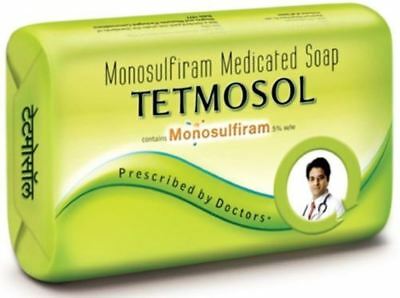 Monosulfiram Medicated Soap
TETMOSOL
contains Monosulfiram 5% w/w
Prescribed by Doctors*
टेटमोसॉल